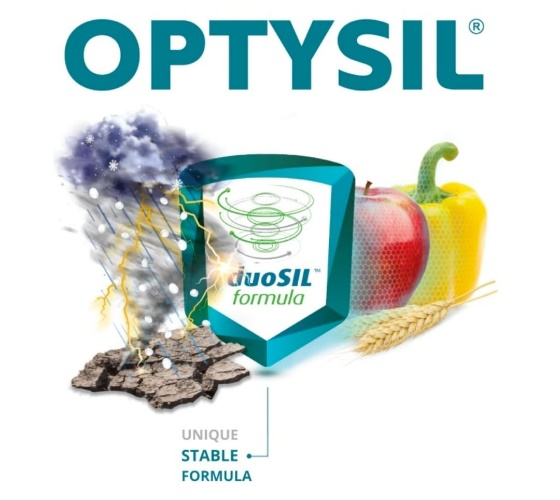 OPTYSIL®
duoSIL™
formula
UNIQUE
STABLE
FORMULA